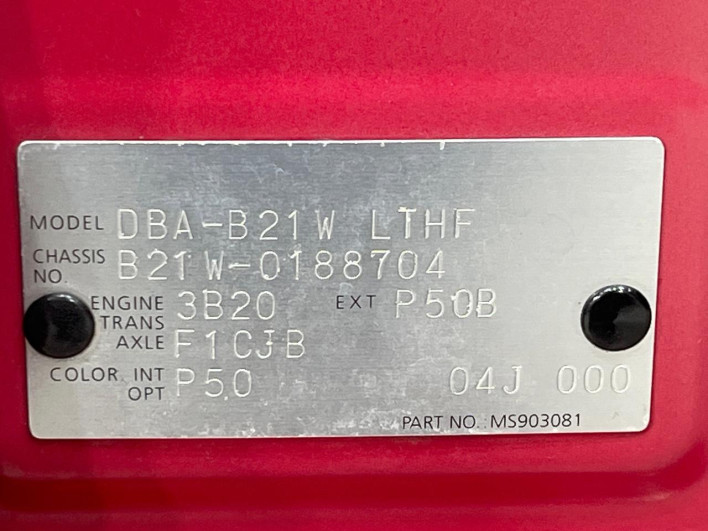 MODEL DBA-B21W LTHF
CHASSIS NO. B21W-0188704
ENGINE 3B20 EXT P50B
TRANS AXLE F1CJB
COLOR INT P50 04J 000
OPT
PART NO. MS903081